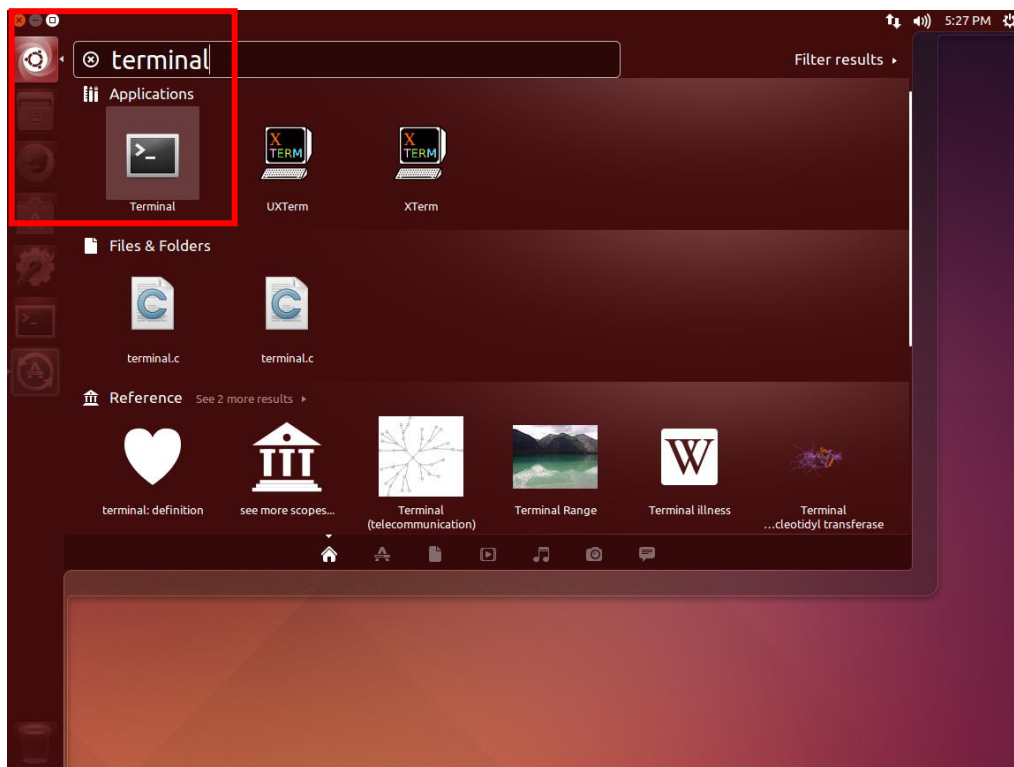 5:27 PM
terminal
Filter results
Applications
>_
X
TERM
X
TERM
Terminal
UXTerm
XTerm
Files & Folders
C
C
terminal.c
terminal.c
Reference See 2 more results
W
terminal: definition
see more scopes...
Terminal
(telecommunication)
Terminal Range
Terminal illness
Terminal
...cleotidyl transferase